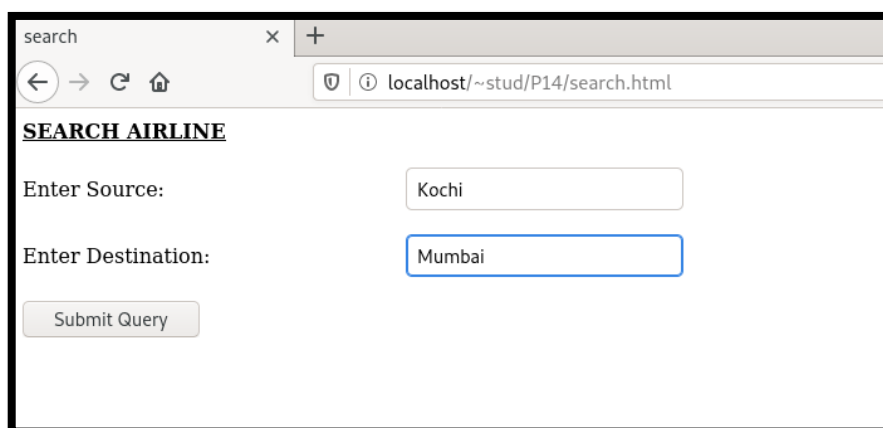 search
localhost/~stud/P14/search.html
SEARCH AIRLINE
Enter Source: Kochi
Enter Destination: Mumbai
Submit Query